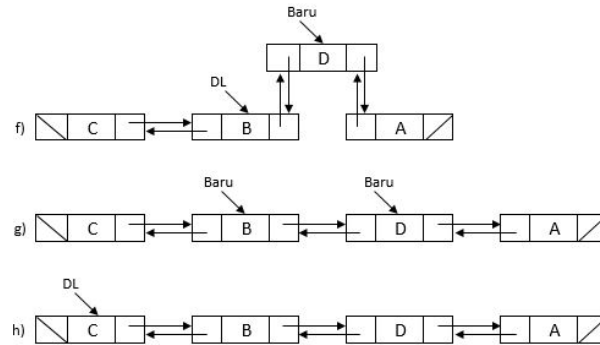 Baru
D
DL
f) C B A
Baru Baru
g) C B D A
DL
h) C B D A